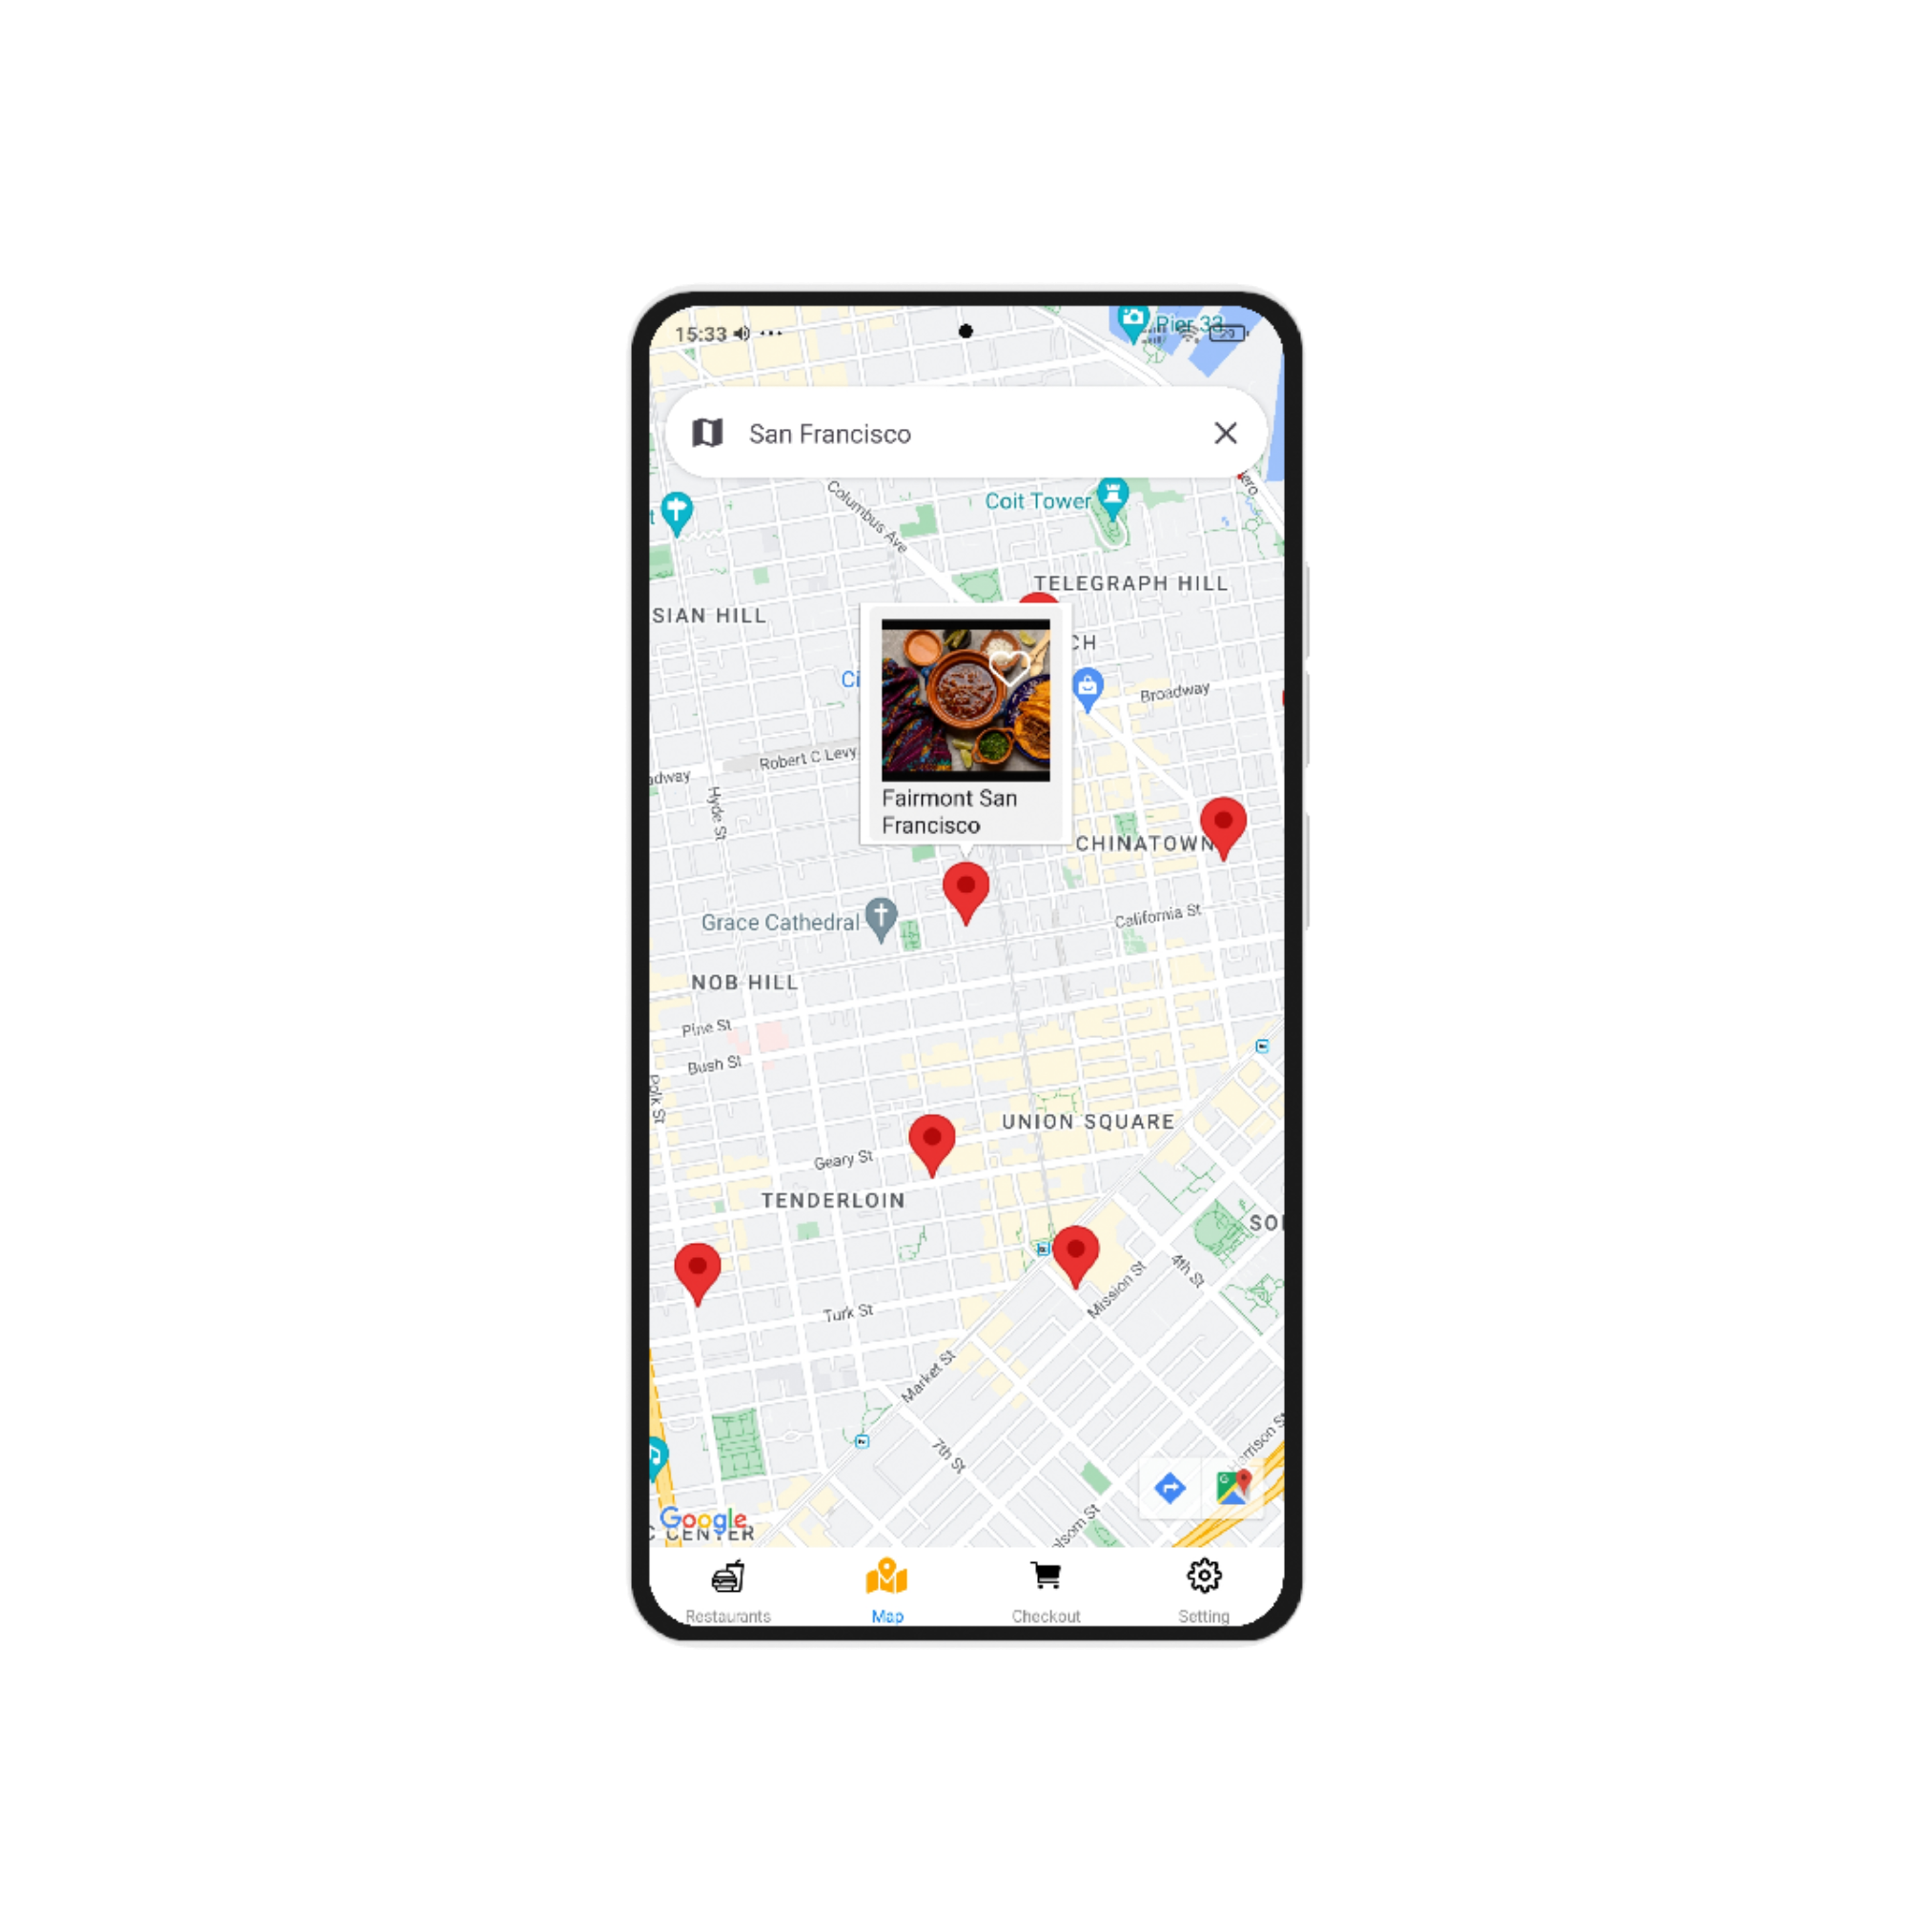 15:33
Pier 33
San Francisco
Columbus Ave
Coit Tower
TELEGRAPH HILL
SIAN HILL
CH
Ci
Broadway
Robert C Levy
adway
Hyde St
Fairmont San
Francisco
CHINATOWN
California St
Grace Cathedral
NOB HILL
Pine St
Bush St
Polk St
UNION SQUARE
Geary St
TENDERLOIN
SO
4th St
Mission St
Turk St
Market St
7th St
arrison St
olsom St
Google
C CENTER
Restaurants
Map
Checkout
Setting